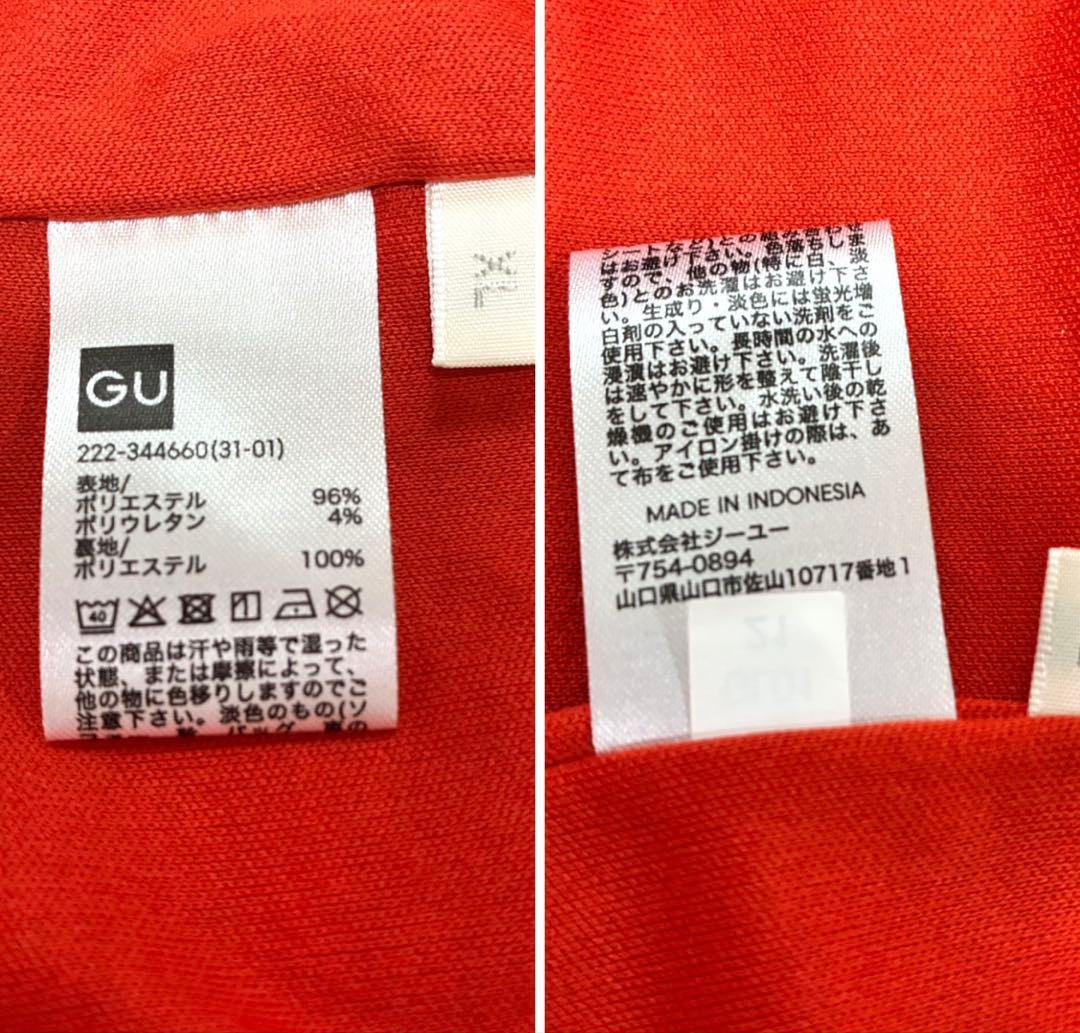 GU
222-344660(31-01)
表地/
ポリエステル 96%
ポリウレタン 4%
裏地/
ポリエステル 100%
40
この商品は汗や雨等で湿った
状態、または摩擦によって、
他の物に色移りしますのでご
注意下さい。淡色のもの(ソ
XL
はお避け下さい。色落ちしま
すので、他の物(特に白、淡
色)とのお洗濯はお避け下さ
い。生成り・淡色には蛍光増
白剤の入っていない洗剤をご
使用下さい。長時間の水への
浸漬はお避け下さい。洗濯後
は速やかに形を整えて陰干し
をして下さい。水洗い後の乾
燥機のご使用はお避け下さ
い。アイロン掛けの際は、あ
て布をご使用下さい。
MADE IN INDONESIA
株式会社ジーユー
〒754-0894
山口県山口市佐山10717番地1